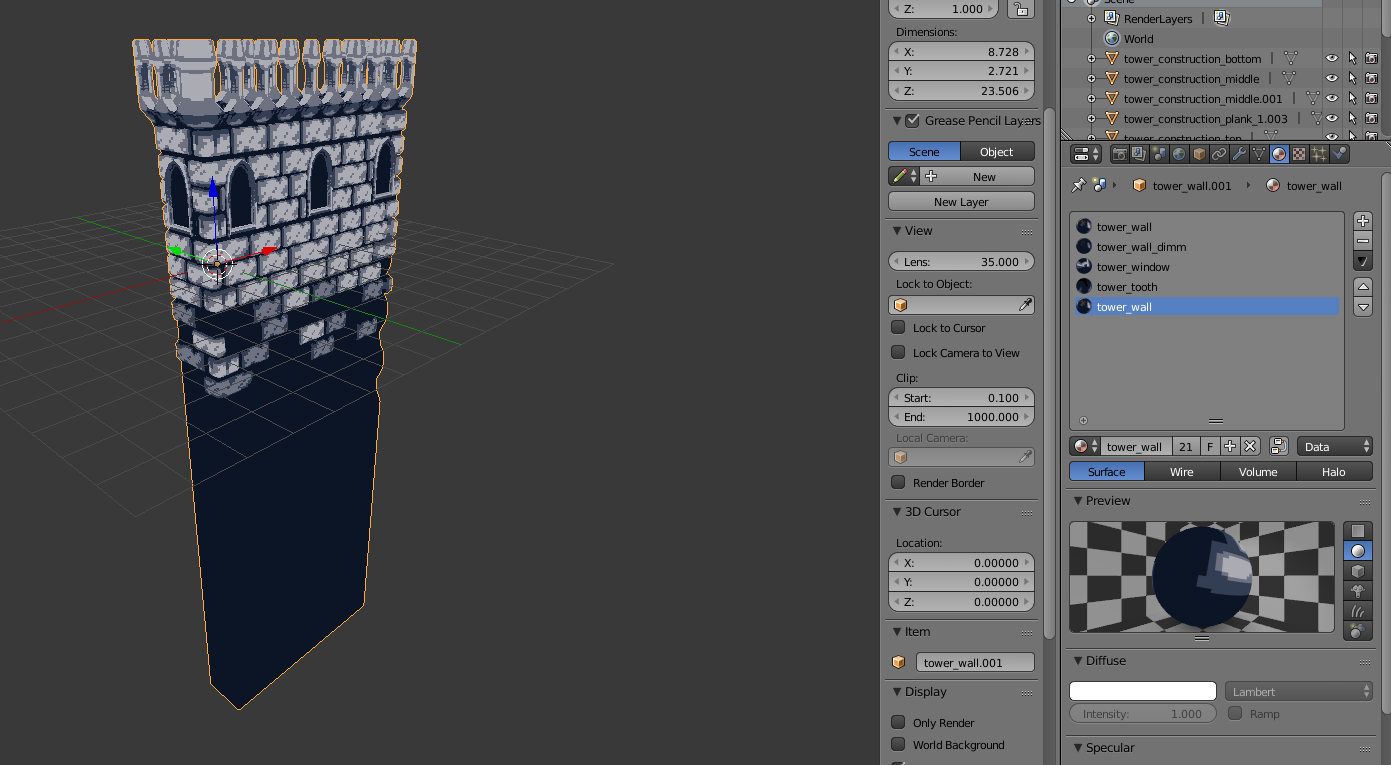 Z: 1.000
Dimensions:
X: 8.728
Y: 2.721
Z: 23.506
Grease Pencil Layers
Scene Object
New
New Layer
View
Lens: 35.000
Lock to Object:
Lock to Cursor
Lock Camera to View
Clip:
Start: 0.100
End: 1000.000
Local Camera:
Render Border
3D Cursor
Location:
X: 0.00000
Y: 0.00000
Z: 0.00000
Item
tower_wall.001
Display
Only Render
World Background
Scene
RenderLayers
World
tower_construction_bottom
tower_construction_middle
tower_construction_middle.001
tower_construction_plank_1.003
tower_construction_top
tower_wall.001 tower_wall
tower_wall
tower_wall_dimm
tower_window
tower_tooth
tower_wall
tower_wall 21 F Data
Surface Wire Volume Halo
Preview
Diffuse
Lambert
Intensity: 1.000 Ramp
Specular